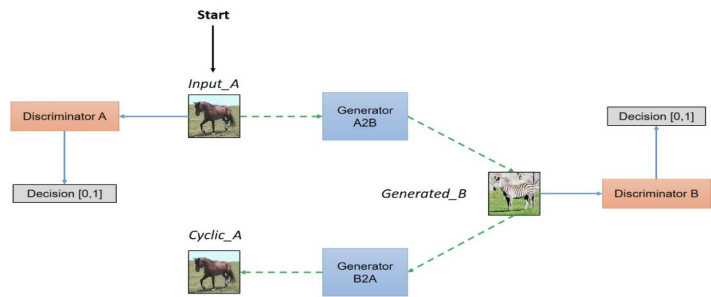 Start
Input_A
Discriminator A
Generator
A2B
Decision [0,1]
Decision [0,1]
Generated_B
Discriminator B
Cyclic_A
Generator
B2A